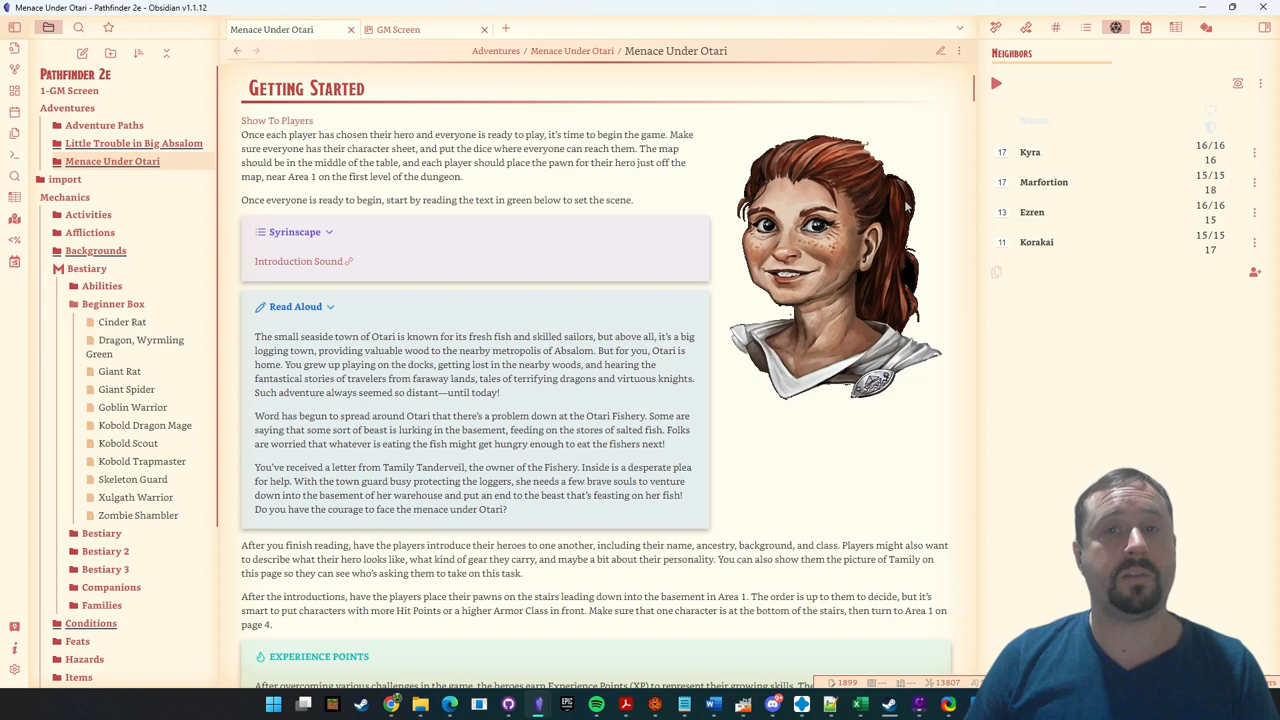 Menace Under Otari - Pathfinder 2e - Obsidian v1.1.12
Menace Under Otari
GM Screen
Adventures / Menace Under Otari / Menace Under Otari
Pathfinder 2e
1-GM Screen
Adventures
Adventure Paths
Little Trouble in Big Absalom
Menace Under Otari
import
Mechanics
Activities
Afflictions
Backgrounds
Bestiary
Abilities
Beginner Box
Cinder Rat
Dragon, Wyrmling
Green
Giant Rat
Giant Spider
Goblin Warrior
Kobold Dragon Mage
Kobold Scout
Kobold Trapmaster
Skeleton Guard
Xulgath Warrior
Zombie Shambler
Bestiary
Bestiary 2
Bestiary 3
Companions
Families
Conditions
Feats
Hazards
Items
Getting Started
Show To Players
Once each player has chosen their hero and everyone is ready to play, it's time to begin the game. Make
sure everyone has their character sheet, and put the dice where everyone can reach them. The map
should be in the middle of the table, and each player should place the pawn for their hero just off the
map, near Area 1 on the first level of the dungeon.
Once everyone is ready to begin, start by reading the text in green below to set the scene.
Syrinscape
Introduction Sound
Read Aloud
The small seaside town of Otari is known for its fresh fish and skilled sailors, but above all, it's a big
logging town, providing valuable wood to the nearby metropolis of Absalom. But for you, Otari is
home. You grew up playing on the docks, getting lost in the nearby woods, and hearing the
fantastical stories of travelers from faraway lands, tales of terrifying dragons and virtuous knights.
Such adventure always seemed so distant—until today!
Word has begun to spread around Otari that there's a problem down at the Otari Fishery. Some are
saying that some sort of beast is lurking in the basement, feeding on the stores of salted fish. Folks
are worried that whatever is eating the fish might get hungry enough to eat the fishers next!
You've received a letter from Tamily Tanderveil, the owner of the Fishery. Inside is a desperate plea
for help. With the town guard busy protecting the loggers, she needs a few brave souls to venture
down into the basement of her warehouse and put an end to the beast that's feasting on her fish!
Do you have the courage to face the menace under Otari?
After you finish reading, have the players introduce their heroes to one another, including their name, ancestry, background, and class. Players might also want
to describe what their hero looks like, what kind of gear they carry, and maybe a bit about their personality. You can also show them the picture of Tamily on
this page so they can see who's asking them to take on this task.
After the introductions, have the players place their pawns on the stairs leading down into the basement in Area 1. The order is up to them to decide, but it's
smart to put characters with more Hit Points or a higher Armor Class in front. Make sure that one character is at the bottom of the stairs, then turn to Area 1 on
page 4.
EXPERIENCE POINTS
After overcoming various challenges in the game, the heroes earn Experience Points (XP) to represent their growing skills. The
1899 --- --- 13807
Neighbors
Name
17 Kyra 16/16
16
17 Marfortion 15/15
18
13 Ezren 16/16
15
11 Korakai 15/15
17